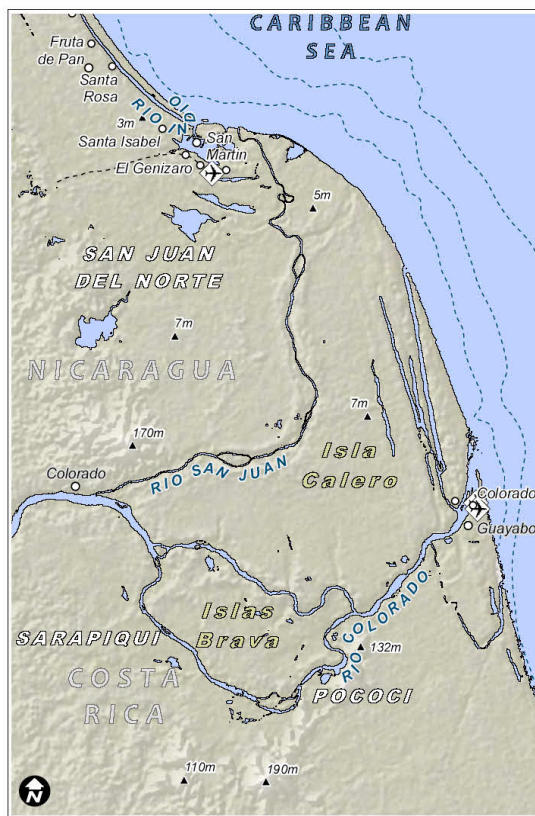 CARIBBEAN
SEA
Fruta
de Pan
Santa
Rosa
3m
RIO INDIO
Santa Isabel
San
Martin
El Genizaro
5m
SAN JUAN
DEL NORTE
7m
NICARAGUA
7m
170m
Isla
Calero
RIO SAN JUAN
Colorado
Colorado
Guayabo
Islas
Brava
RIO COLORADO
SARAPIQUI
132m
COSTA
RICA
POCOCI
110m
190m
N